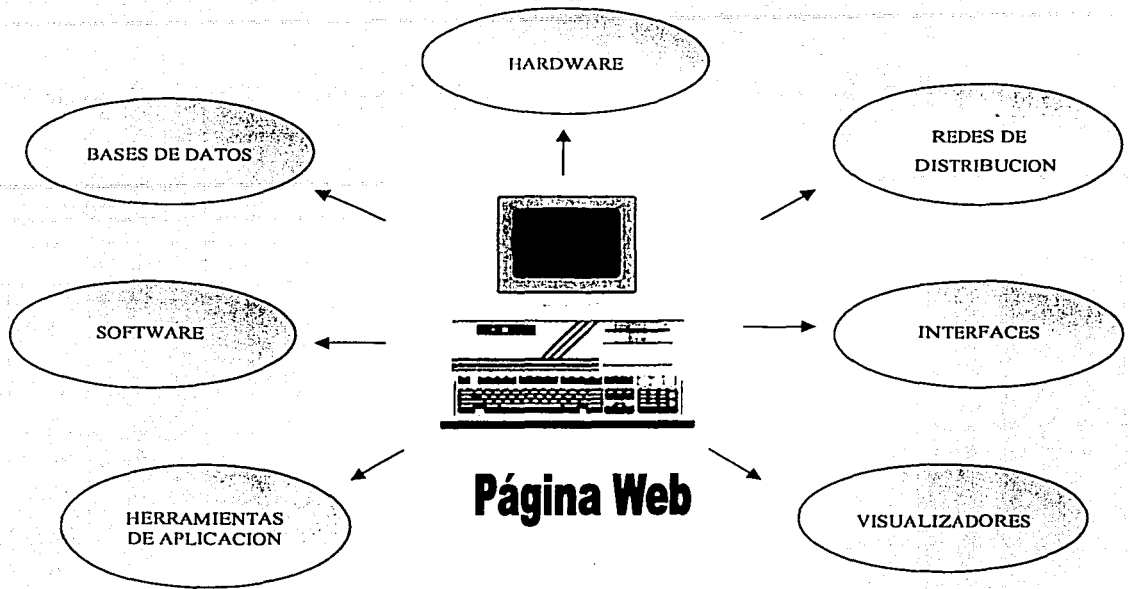 HARDWARE
BASES DE DATOS
REDES DE
DISTRIBUCION
SOFTWARE
INTERFACES
HERRAMIENTAS
DE APLICACION
Página Web
VISUALIZADORES